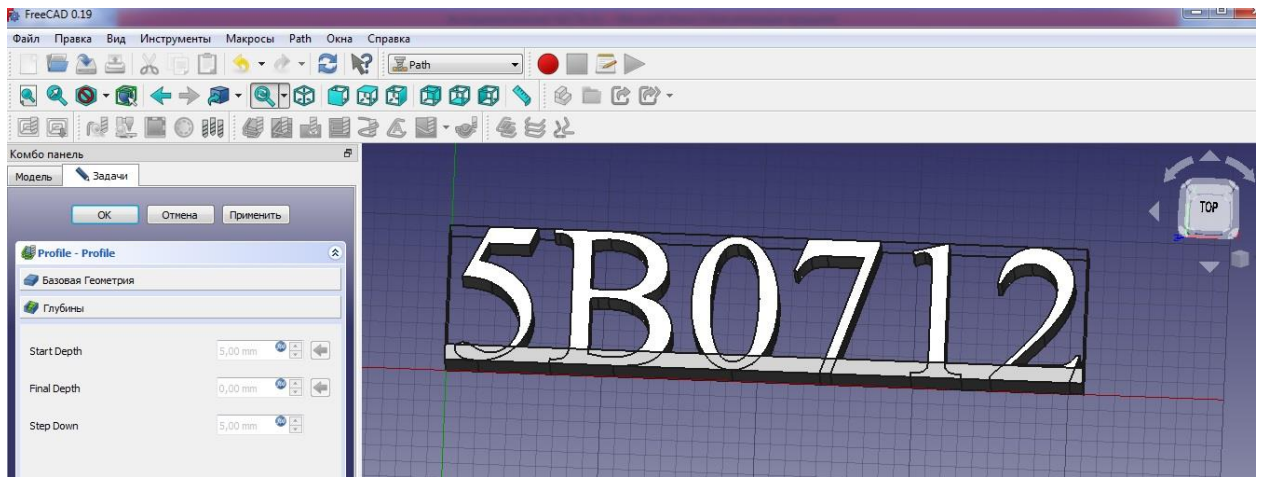 FreeCAD 0.19
Файл Правка Вид Инструменты Макросы Path Окна Справка
Path
Комбо панель
Модель Задачи
OK Отмена Применить
Profile - Profile
Базовая Геометрия
Глубины
Start Depth 5,00 mm
Final Depth 0,00 mm
Step Down 5,00 mm
5B0712
TOP